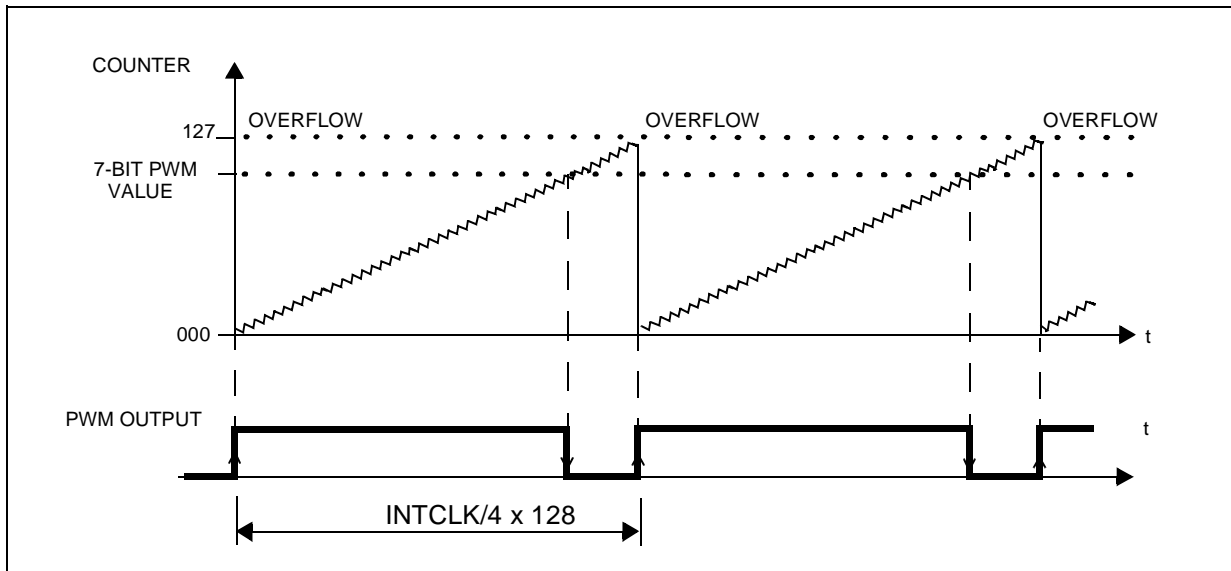 COUNTER
OVERFLOW OVERFLOW OVERFLOW
127
7-BIT PWM
VALUE
000
t
PWM OUTPUT
t
INTCLK/4 x 128